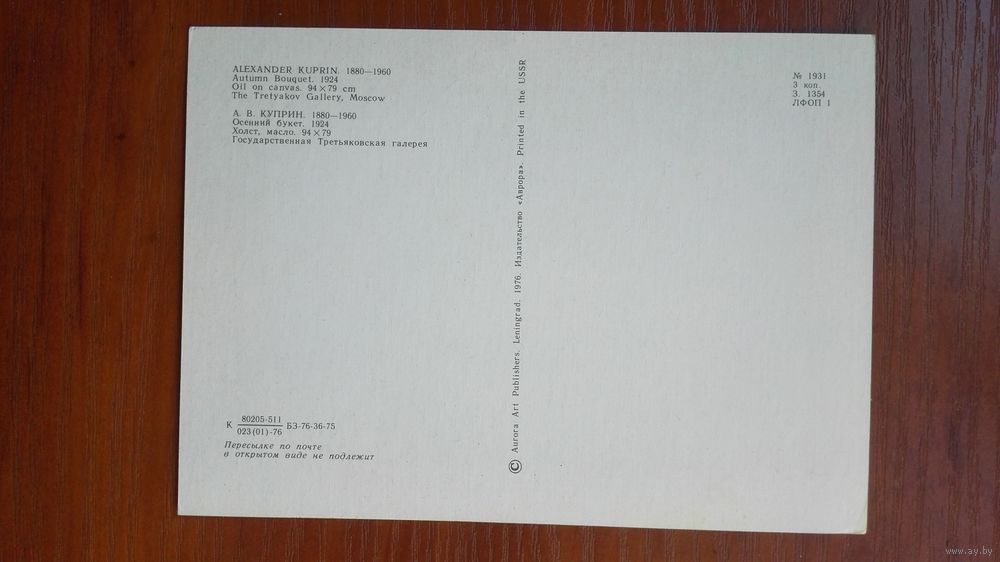 ALEXANDER KUPRIN. 1880—1960
Autumn Bouquet. 1924
Oil on canvas. 94×79 cm
The Tretyakov Gallery, Moscow
А. В. КУПРИН. 1880—1960
Осенний букет. 1924
Холст, масло. 94×79
Государственная Третьяковская галерея
К 80205-511
023(01)-76 БЗ-76-36-75
Пересылке по почте
в открытом виде не подлежит
© Aurora Art Publishers. Leningrad. 1976. Издательство «Аврора». Printed in the USSR
№ 1931
3 коп.
З. 1354
ЛФОП 1
www.ay.by